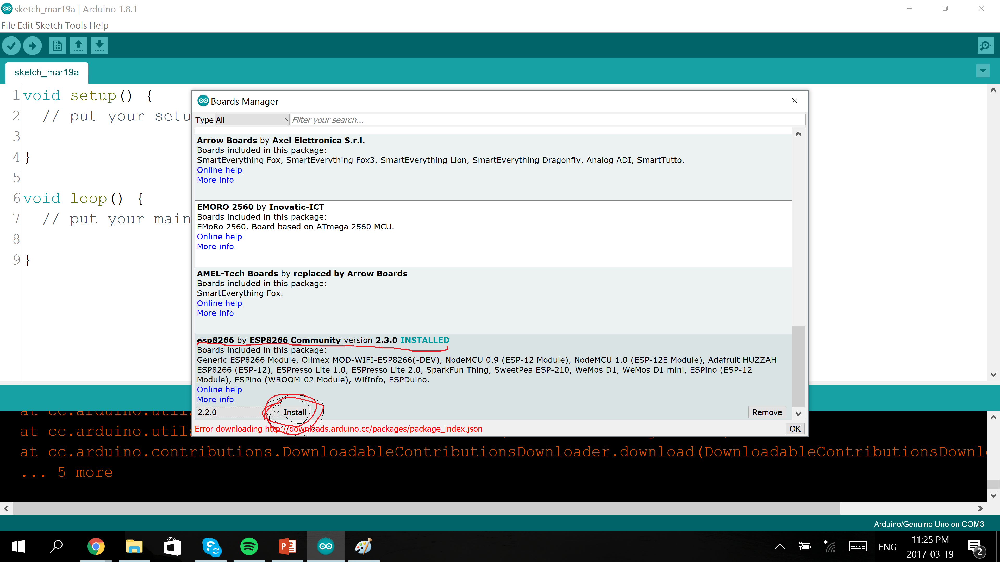 sketch_mar19a | Arduino 1.8.1
File Edit Sketch Tools Help
sketch_mar19a
1 void setup() {
2 // put your setu
3
4 }
5
6 void loop() {
7 // put your main
8
9 }
Boards Manager
Type All Filter your search...
Arrow Boards by Axel Elettronica S.r.l.
Boards included in this package:
SmartEverything Fox, SmartEverything Fox3, SmartEverything Lion, SmartEverything Dragonfly, Analog ADI, SmartTutto.
Online help
More info
EMORO 2560 by Inovatic-ICT
Boards included in this package:
EMoRo 2560. Board based on ATmega 2560 MCU.
Online help
More info
AMEL-Tech Boards by replaced by Arrow Boards
Boards included in this package:
SmartEverything Fox.
Online help
More info
esp8266 by ESP8266 Community version 2.3.0 INSTALLED
Boards included in this package:
Generic ESP8266 Module, Olimex MOD-WIFI-ESP8266(-DEV), NodeMCU 0.9 (ESP-12 Module), NodeMCU 1.0 (ESP-12E Module), Adafruit HUZZAH
ESP8266 (ESP-12), ESPresso Lite 1.0, ESPresso Lite 2.0, SparkFun Thing, SweetPea ESP-210, WeMos D1, WeMos D1 mini, ESPino (ESP-12
Module), ESPino (WROOM-02 Module), WifInfo, ESPDuino.
Online help
More info
2.2.0 Install Remove
Error downloading http://downloads.arduino.cc/packages/package_index.json OK
at cc.arduino.utils
at cc.arduino.utils
at cc.arduino.contributions.DownloadableContributionsDownloader.download(DownloadableContributionsDownl
... 5 more
Arduino/Genuino Uno on COM3
ENG
11:25 PM
2017-03-19
2